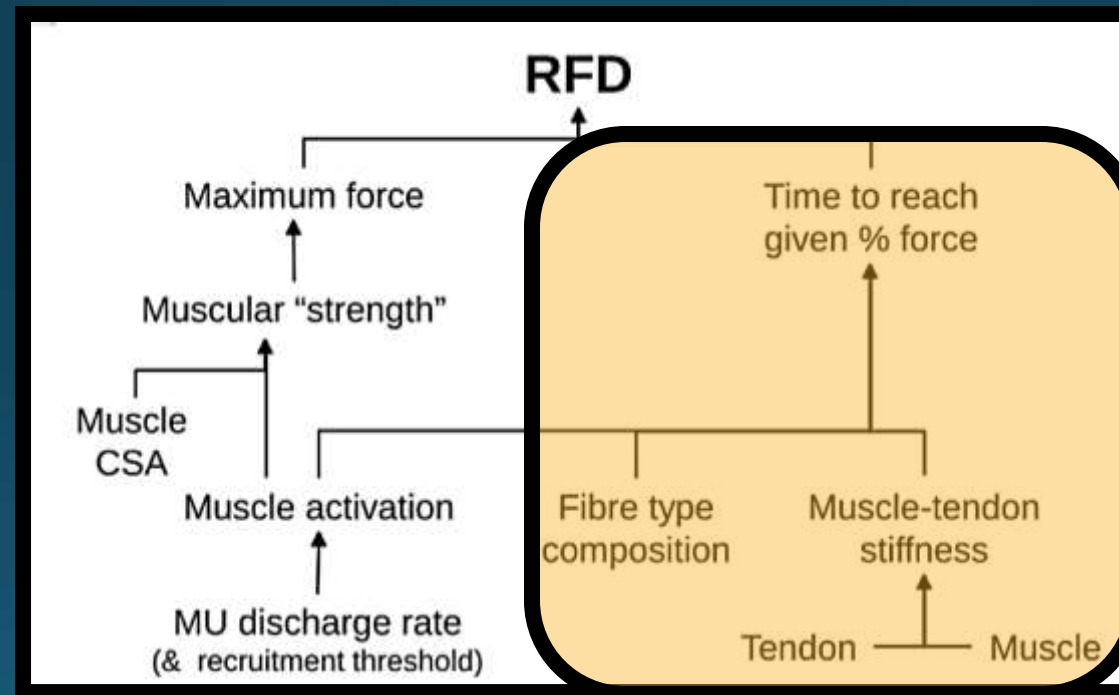 RFD
Maximum force
Time to reach
given % force
Muscular “strength”
Muscle
CSA
Muscle activation
Fibre type
composition
Muscle-tendon
stiffness
MU discharge rate
(& recruitment threshold)
Tendon
Muscle